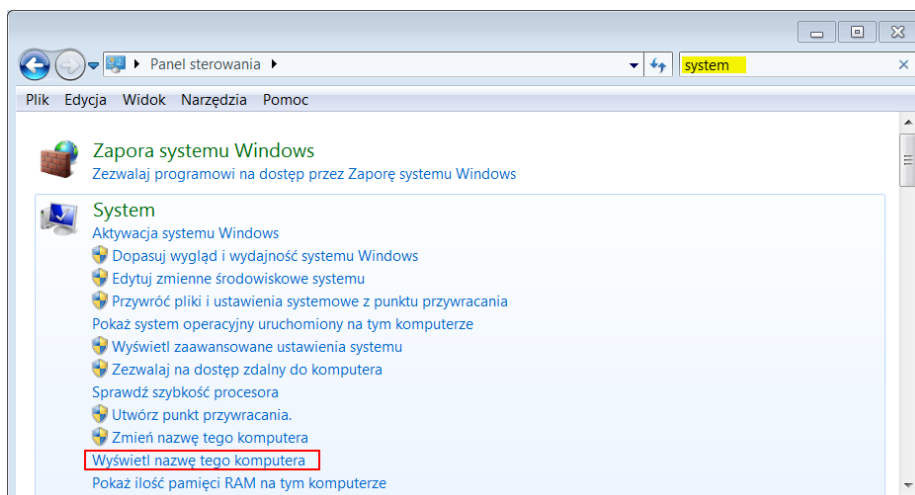 Panel sterowania
system
Plik Edycja Widok Narzędzia Pomoc
Zapora systemu Windows
Zezwalaj programowi na dostęp przez Zaporę systemu Windows
System
Aktywacja systemu Windows
Dopasuj wygląd i wydajność systemu Windows
Edytuj zmienne środowiskowe systemu
Przywróć pliki i ustawienia systemowe z punktu przywracania
Pokaż system operacyjny uruchomiony na tym komputerze
Wyświetl zaawansowane ustawienia systemu
Zezwalaj na dostęp zdalny do komputera
Sprawdź szybkość procesora
Utwórz punkt przywracania.
Zmień nazwę tego komputera
Wyświetl nazwę tego komputera
Pokaż ilość pamięci RAM na tym komputerze